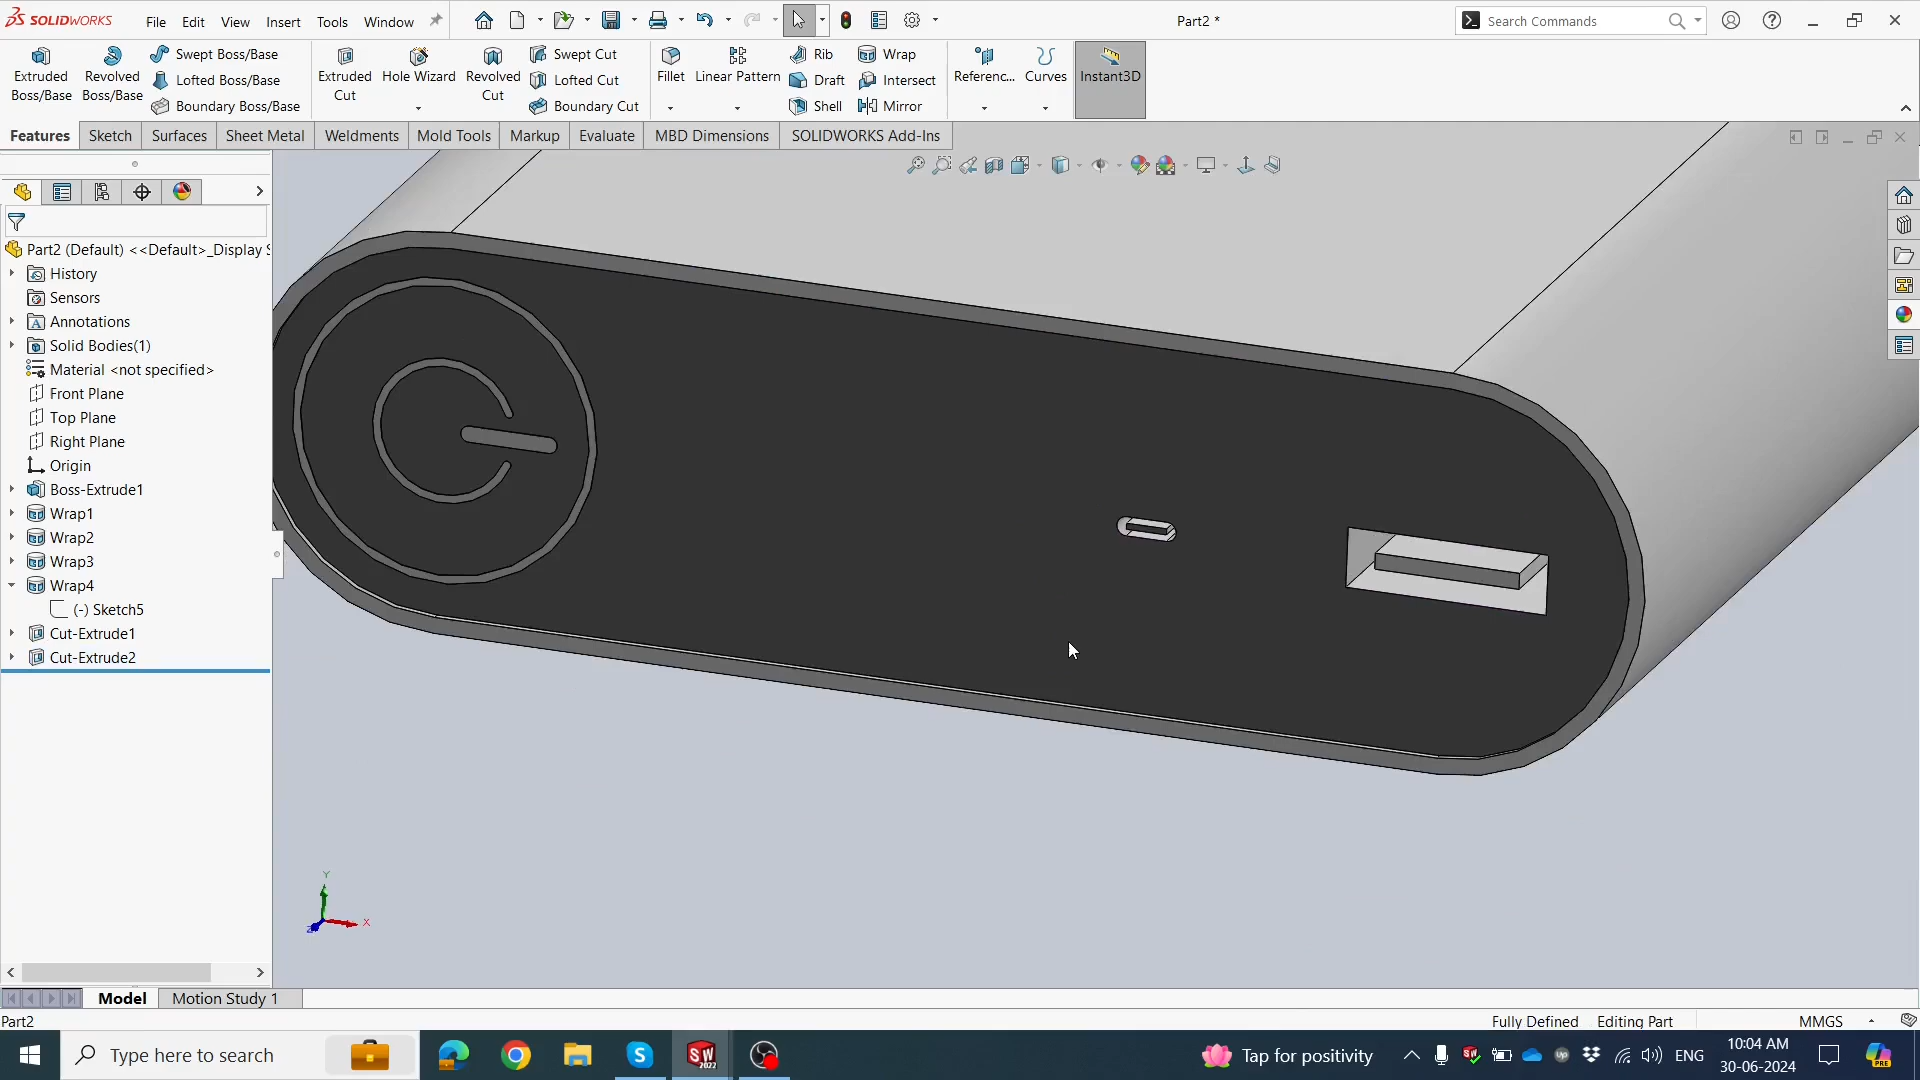 SOLIDWORKS File Edit View Insert Tools Window Part2 * Search Commands
Extruded Boss/Base
Revolved Boss/Base
Swept Boss/Base
Lofted Boss/Base
Boundary Boss/Base
Extruded Cut
Hole Wizard
Revolved Cut
Swept Cut
Lofted Cut
Boundary Cut
Fillet
Linear Pattern
Rib
Draft
Shell
Wrap
Intersect
Mirror
Referenc...
Curves
Instant3D
Features Sketch Surfaces Sheet Metal Weldments Mold Tools Markup Evaluate MBD Dimensions SOLIDWORKS Add-Ins
Part2 (Default) <<Default>_Display S
History
Sensors
Annotations
Solid Bodies(1)
Material <not specified>
Front Plane
Top Plane
Right Plane
Origin
Boss-Extrude1
Wrap1
Wrap2
Wrap3
Wrap4
(-) Sketch5
Cut-Extrude1
Cut-Extrude2
Y
X
Z
Model Motion Study 1
Part2 Fully Defined Editing Part MMGS
Type here to search Tap for positivity ENG 10:04 AM
30-06-2024